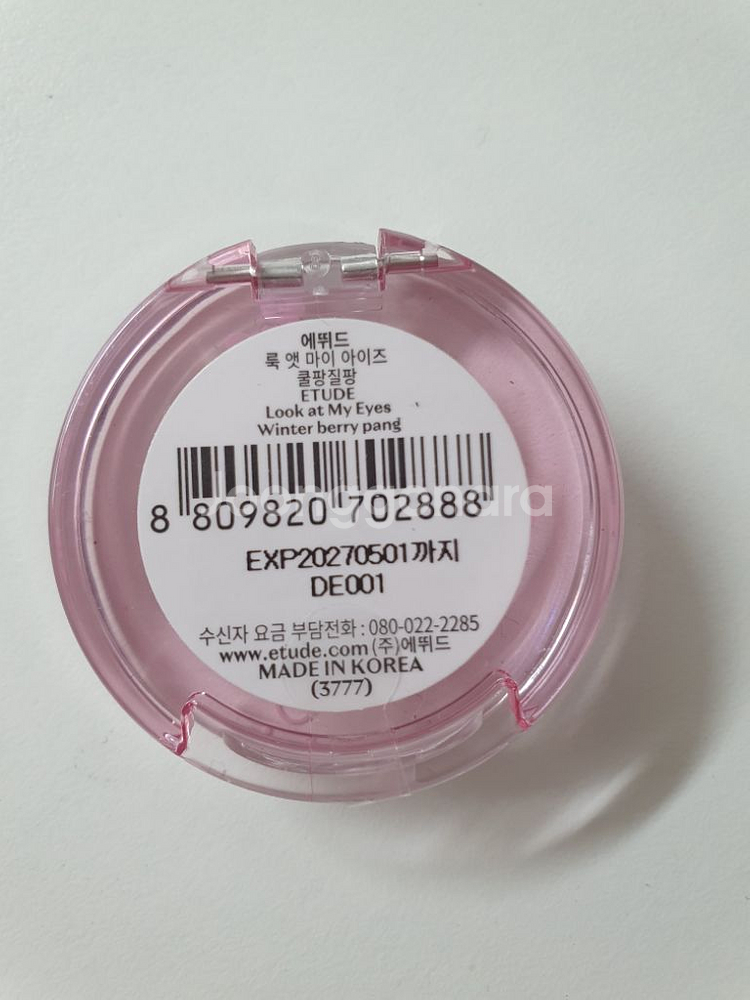 에뛰드
룩 앳 마이 아이즈
쿨팡질팡
ETUDE
Look at My Eyes
Winter berry pang
joonggonara
8 809820 702888
EXP20270501까지
DE001
수신자 요금 부담전화 : 080-022-2285
www.etude.com (주)에뛰드
MADE IN KOREA
(3777)